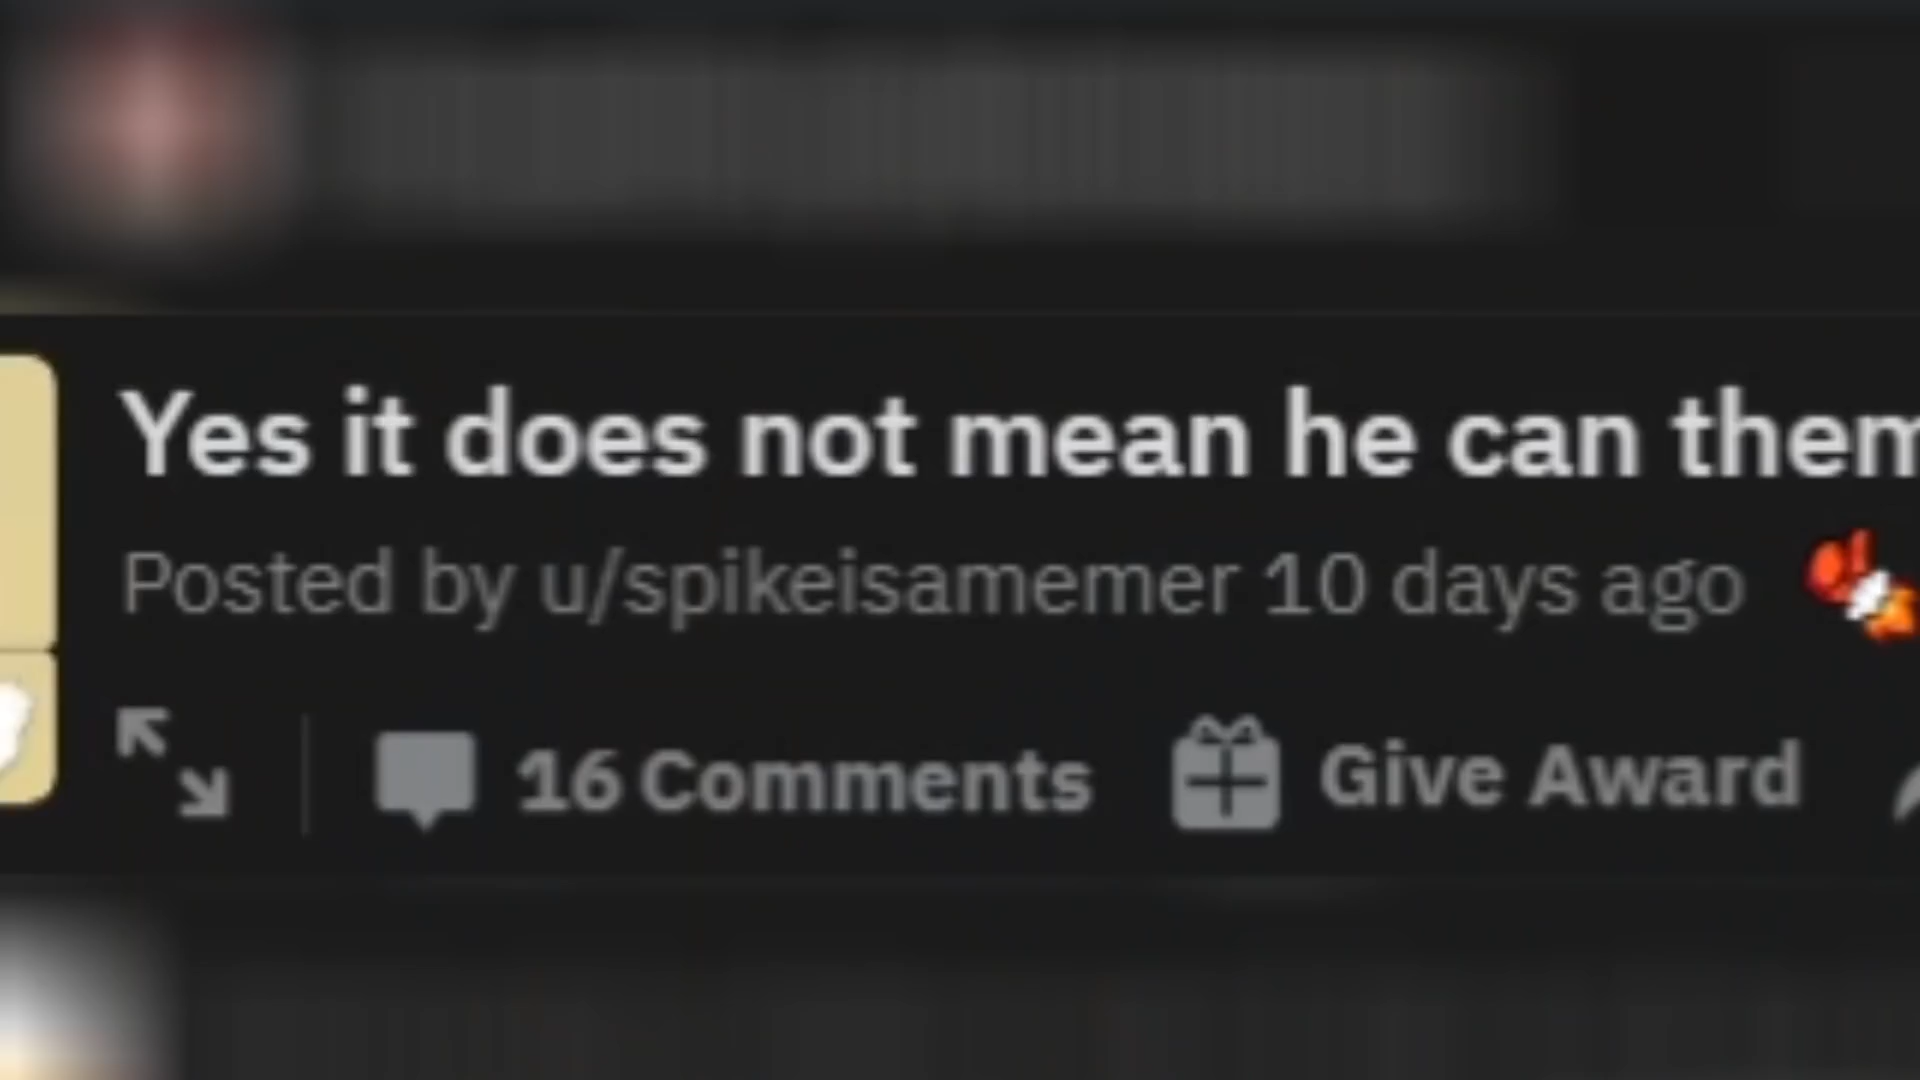 Yes it does not mean he can them
Posted by u/spikeisamemer 10 days ago
16 Comments
Give Award